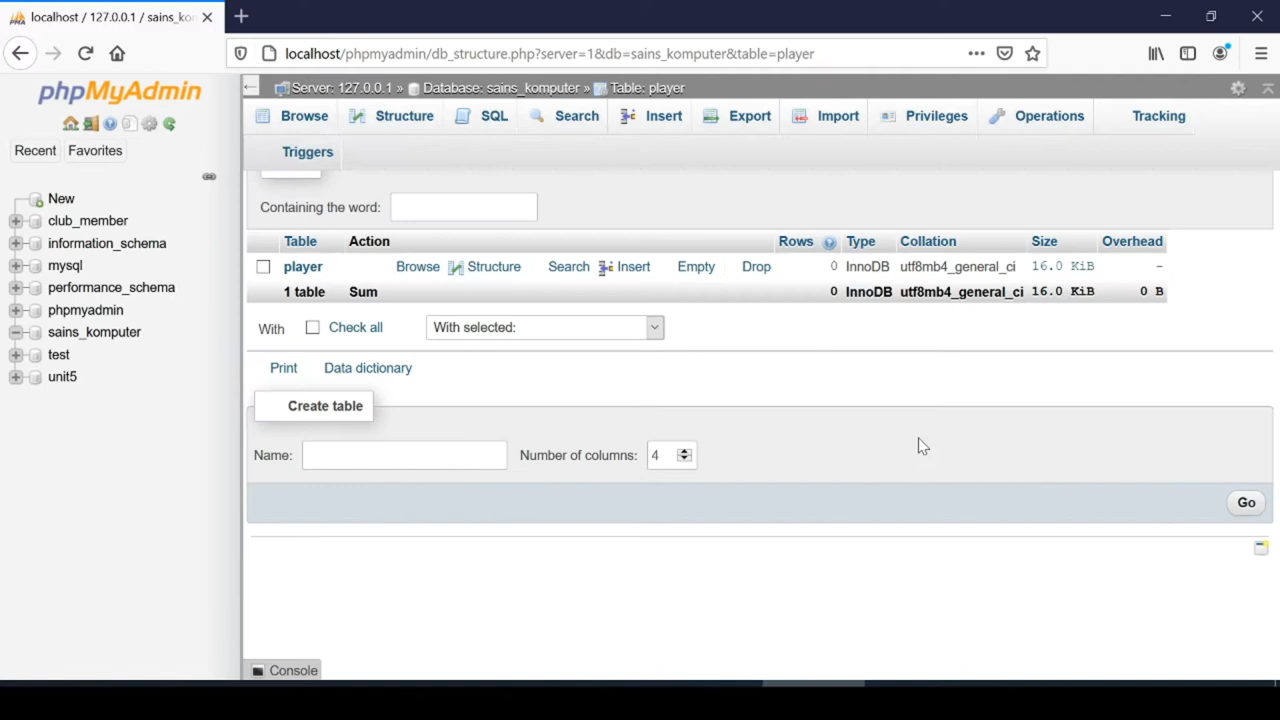 localhost / 127.0.0.1 / sains_ko
localhost/phpmyadmin/db_structure.php?server=1&db=sains_komputer&table=player
phpMyAdmin
Recent
Favorites
New
club_member
information_schema
mysql
performance_schema
phpmyadmin
sains_komputer
test
unit5
Server: 127.0.0.1 » Database: sains_komputer » Table: player
Browse Structure SQL Search Insert Export Import Privileges Operations Tracking
Triggers
Containing the word:
Table Action Rows Type Collation Size Overhead
player Browse Structure Search Insert Empty Drop 0 InnoDB utf8mb4_general_ci 16.0 KiB -
1 table Sum 0 InnoDB utf8mb4_general_ci 16.0 KiB 0 B
With Check all With selected:
Print Data dictionary
Create table
Name: Number of columns: 4
Go
Console